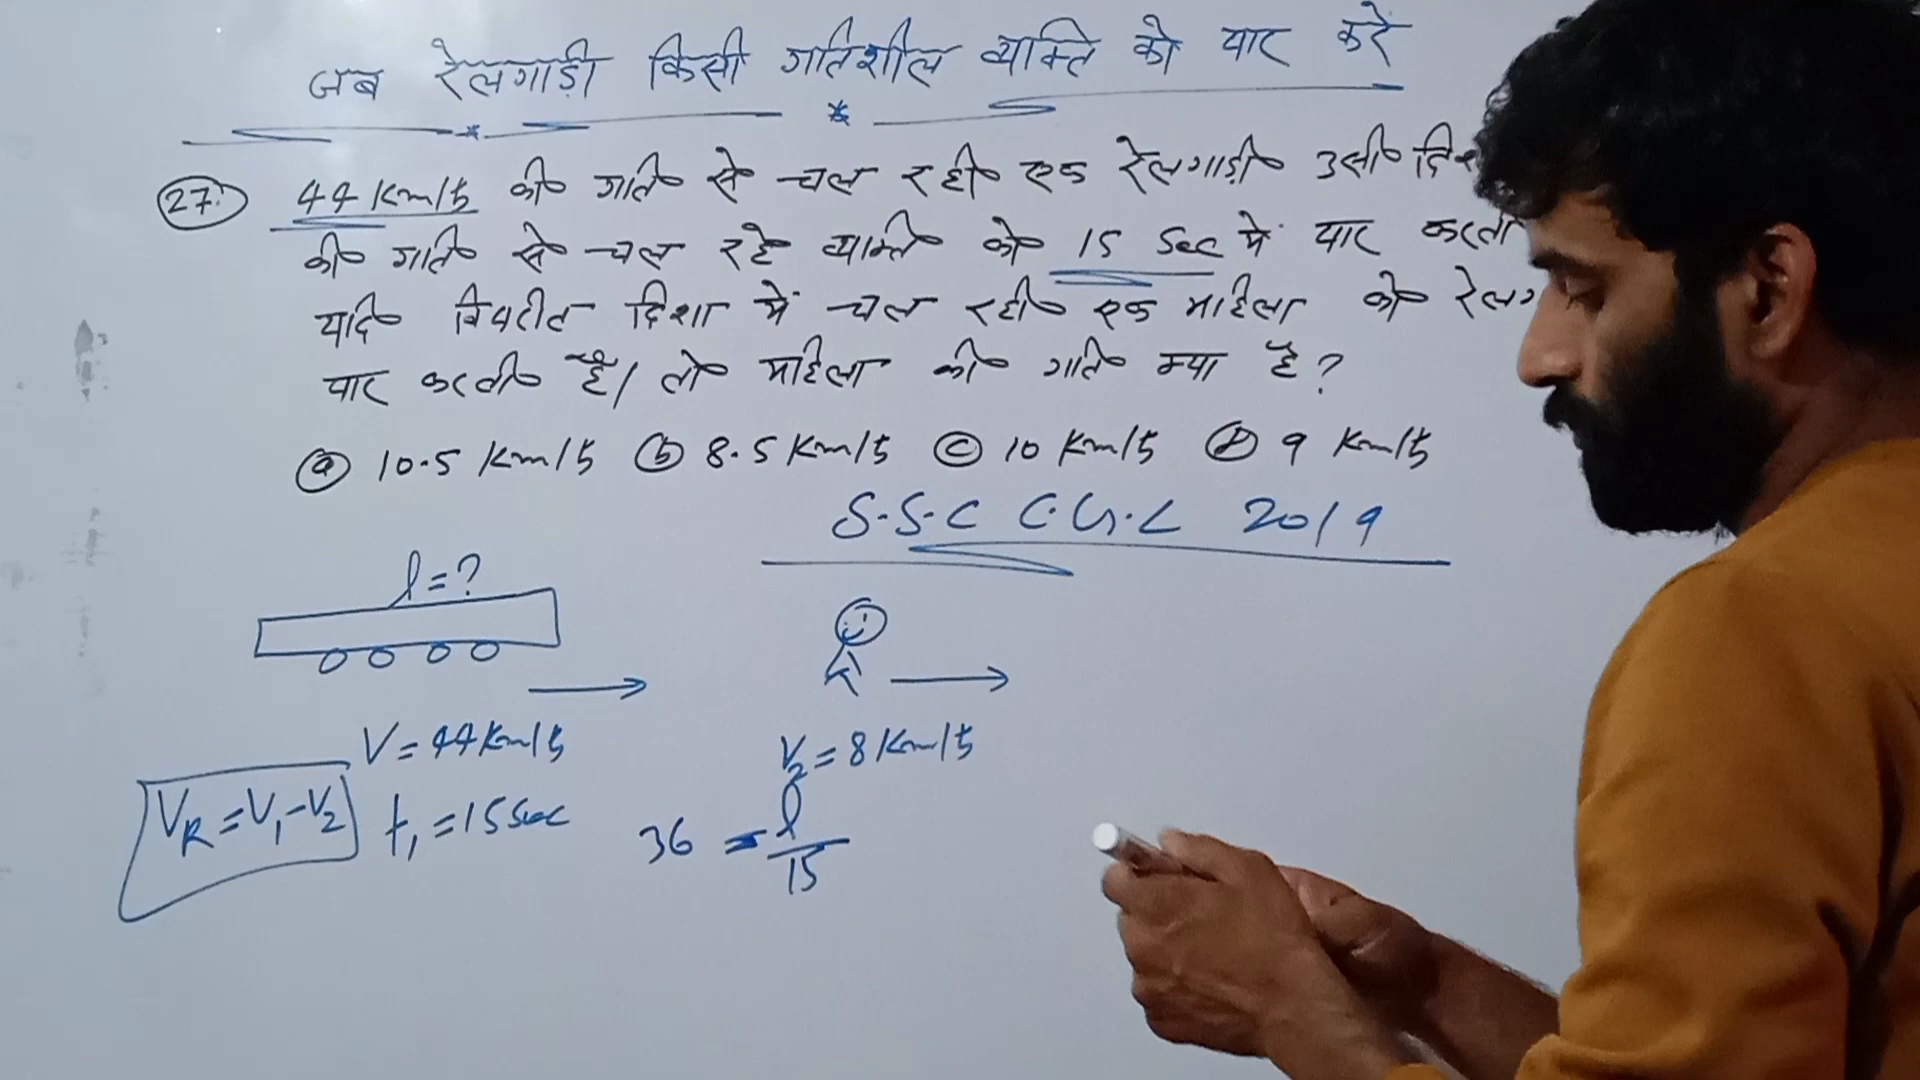 जब रेलगाड़ी किसी गतिशील व्यक्ति को पार करे
27. 44 Km/h की गति से चल रही एक रेलगाड़ी उसी
की गति से चल रहे व्यक्ति को 15 Sec में पार करती
यदि विपरीत दिशा में चल रही एक महिला को
पार करती है। तो महिला की गति क्या है?
(a) 10.5 Km/h (b) 8.5 Km/h (c) 10 Km/h (d) 9 Km/h
S.S.C C.G.L 2019
l = ?
V = 44 Km/h V₂ = 8 Km/h
V_R = V₁ - V₂ t₁ = 15 Sec 36 = l/15